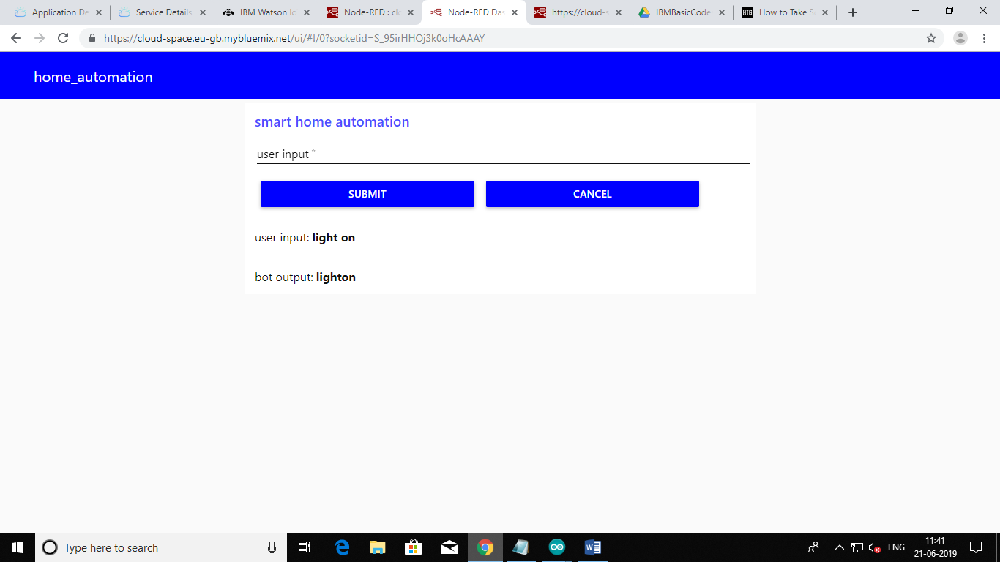 Application De
Service Details
IBM Watson Io
Node-RED : clo
Node-RED Das
https://cloud-s
IBMBasicCode
HTG
How to Take S
https://cloud-space.eu-gb.mybluemix.net/ui/#!/0?socketid=S_95irHHOj3k0oHcAAAY
home_automation
smart home automation
user input *
SUBMIT
CANCEL
user input: light on
bot output: lighton
Type here to search
ENG
11:41
21-06-2019